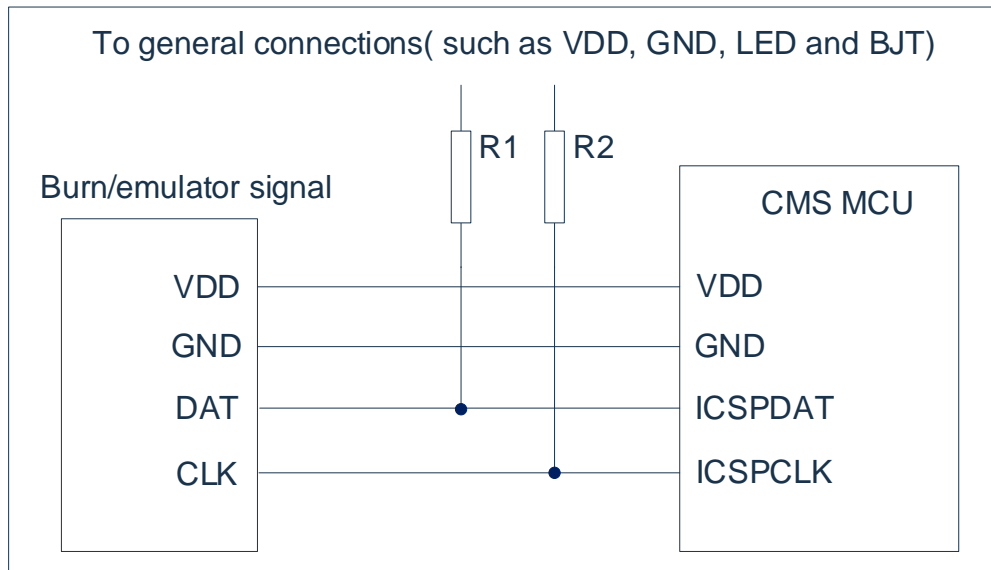 To general connections( such as VDD, GND, LED and BJT)
R1
R2
Burn/emulator signal
CMS MCU
VDD
VDD
GND
GND
DAT
ICSPDAT
CLK
ICSPCLK